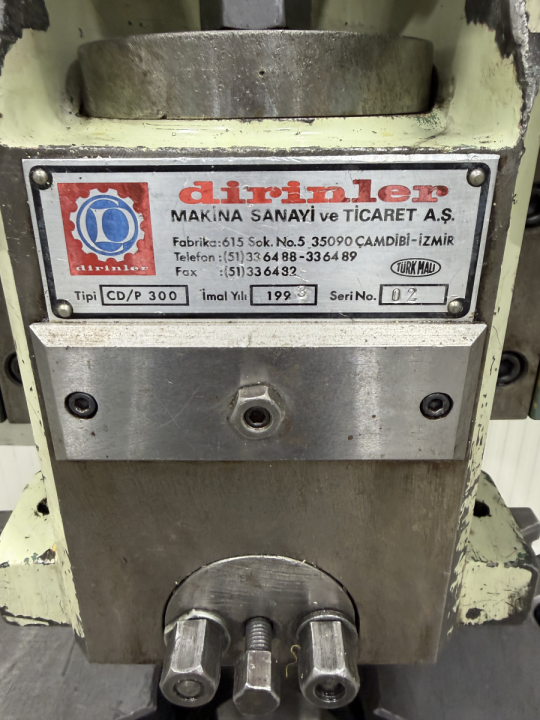 dirinler
MAKİNA SANAYİ ve TİCARET A.Ş.
Fabrika:615 Sok. No.5 35090 ÇAMDİBİ-İZMİR
Telefon :(51)33 64 88-33 64 89
Fax :(51)33 64 82
TÜRK MALI
dirinler
Tipi CD/P 300 İmal Yılı 1993 Seri No. 02